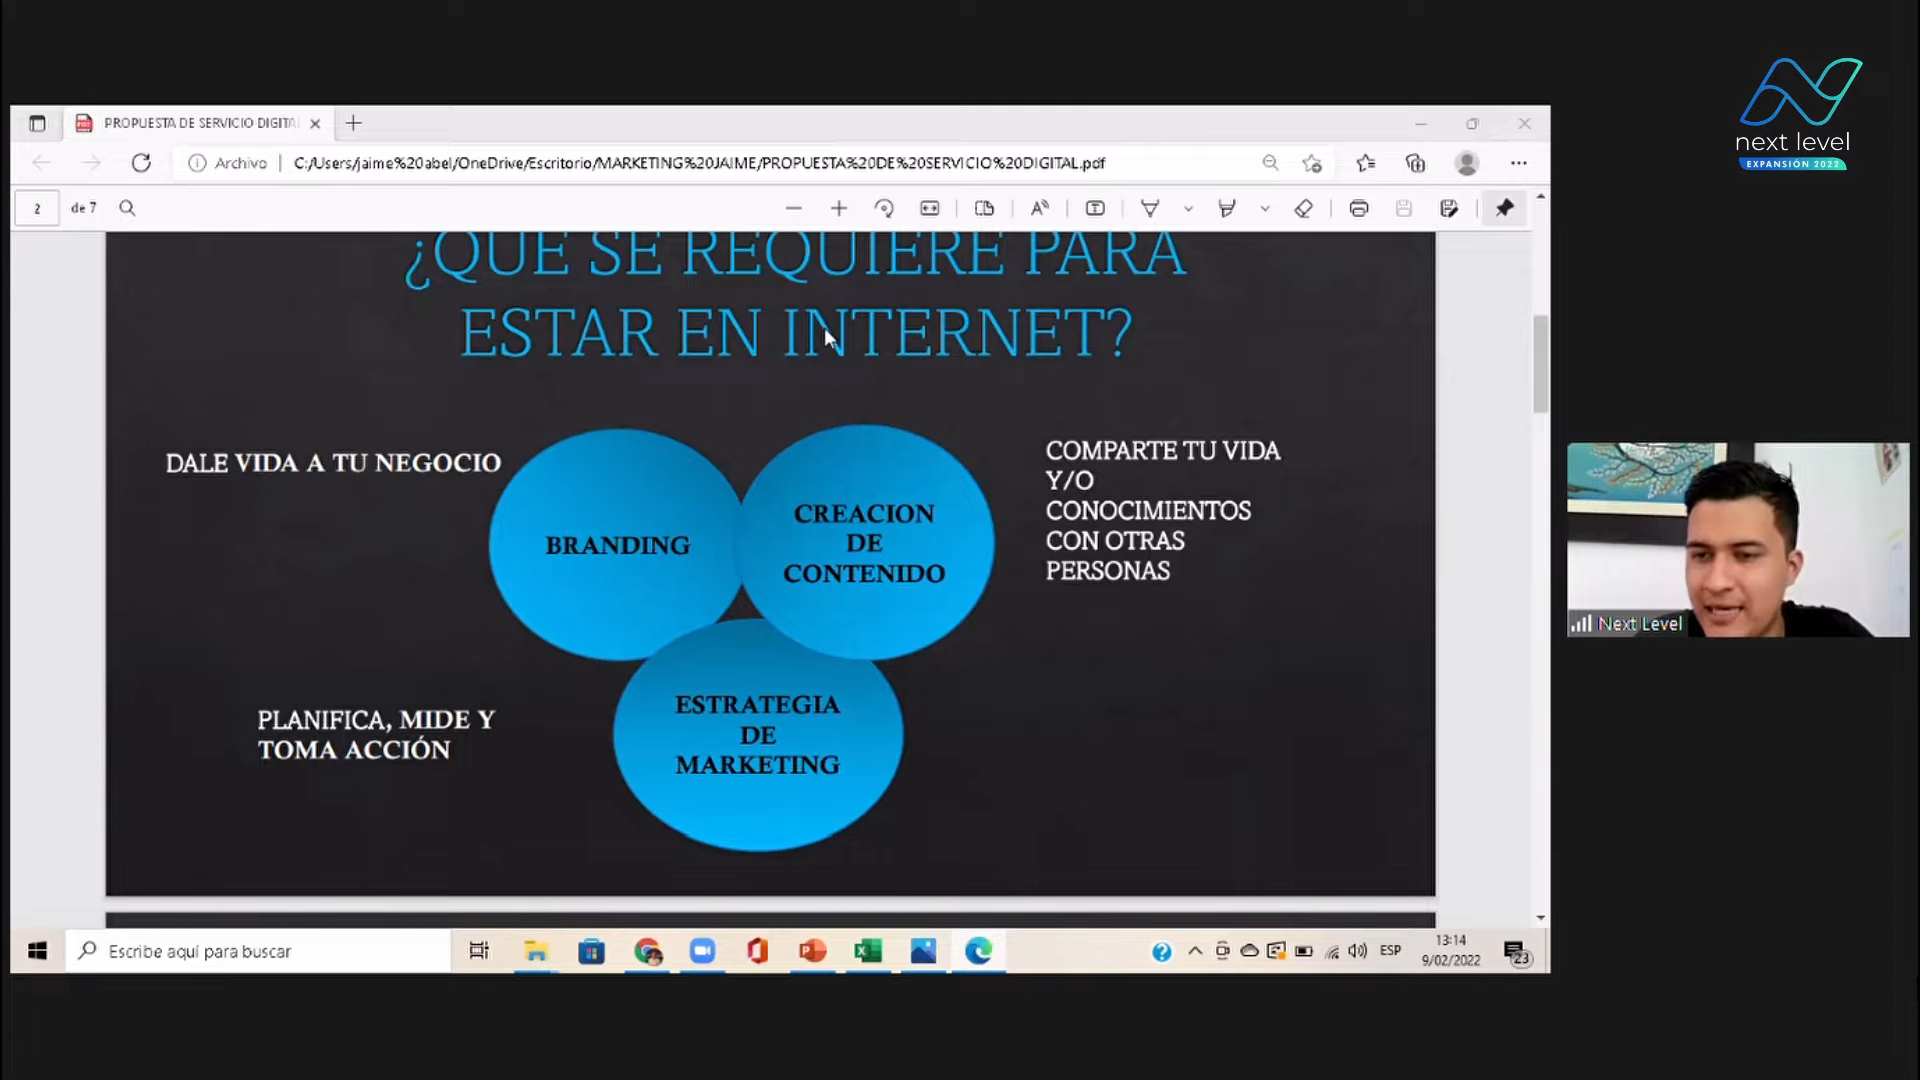 next level
EXPANSIÓN 2022
PROPUESTA DE SERVICIO DIGITA
Archivo
C:/Users/jaime%20abel/OneDrive/Escritorio/MARKETING%20JAIME/PROPUESTA%20DE%20SERVICIO%20DIGITAL.pdf
2 de 7
¿QUE SE REQUIERE PARA
ESTAR EN INTERNET?
DALE VIDA A TU NEGOCIO
BRANDING
CREACION
DE
CONTENIDO
COMPARTE TU VIDA
Y/O
CONOCIMIENTOS
CON OTRAS
PERSONAS
PLANIFICA, MIDE Y
TOMA ACCIÓN
ESTRATEGIA
DE
MARKETING
Next Level
Escribe aquí para buscar
ESP
13:14
9/02/2022
23